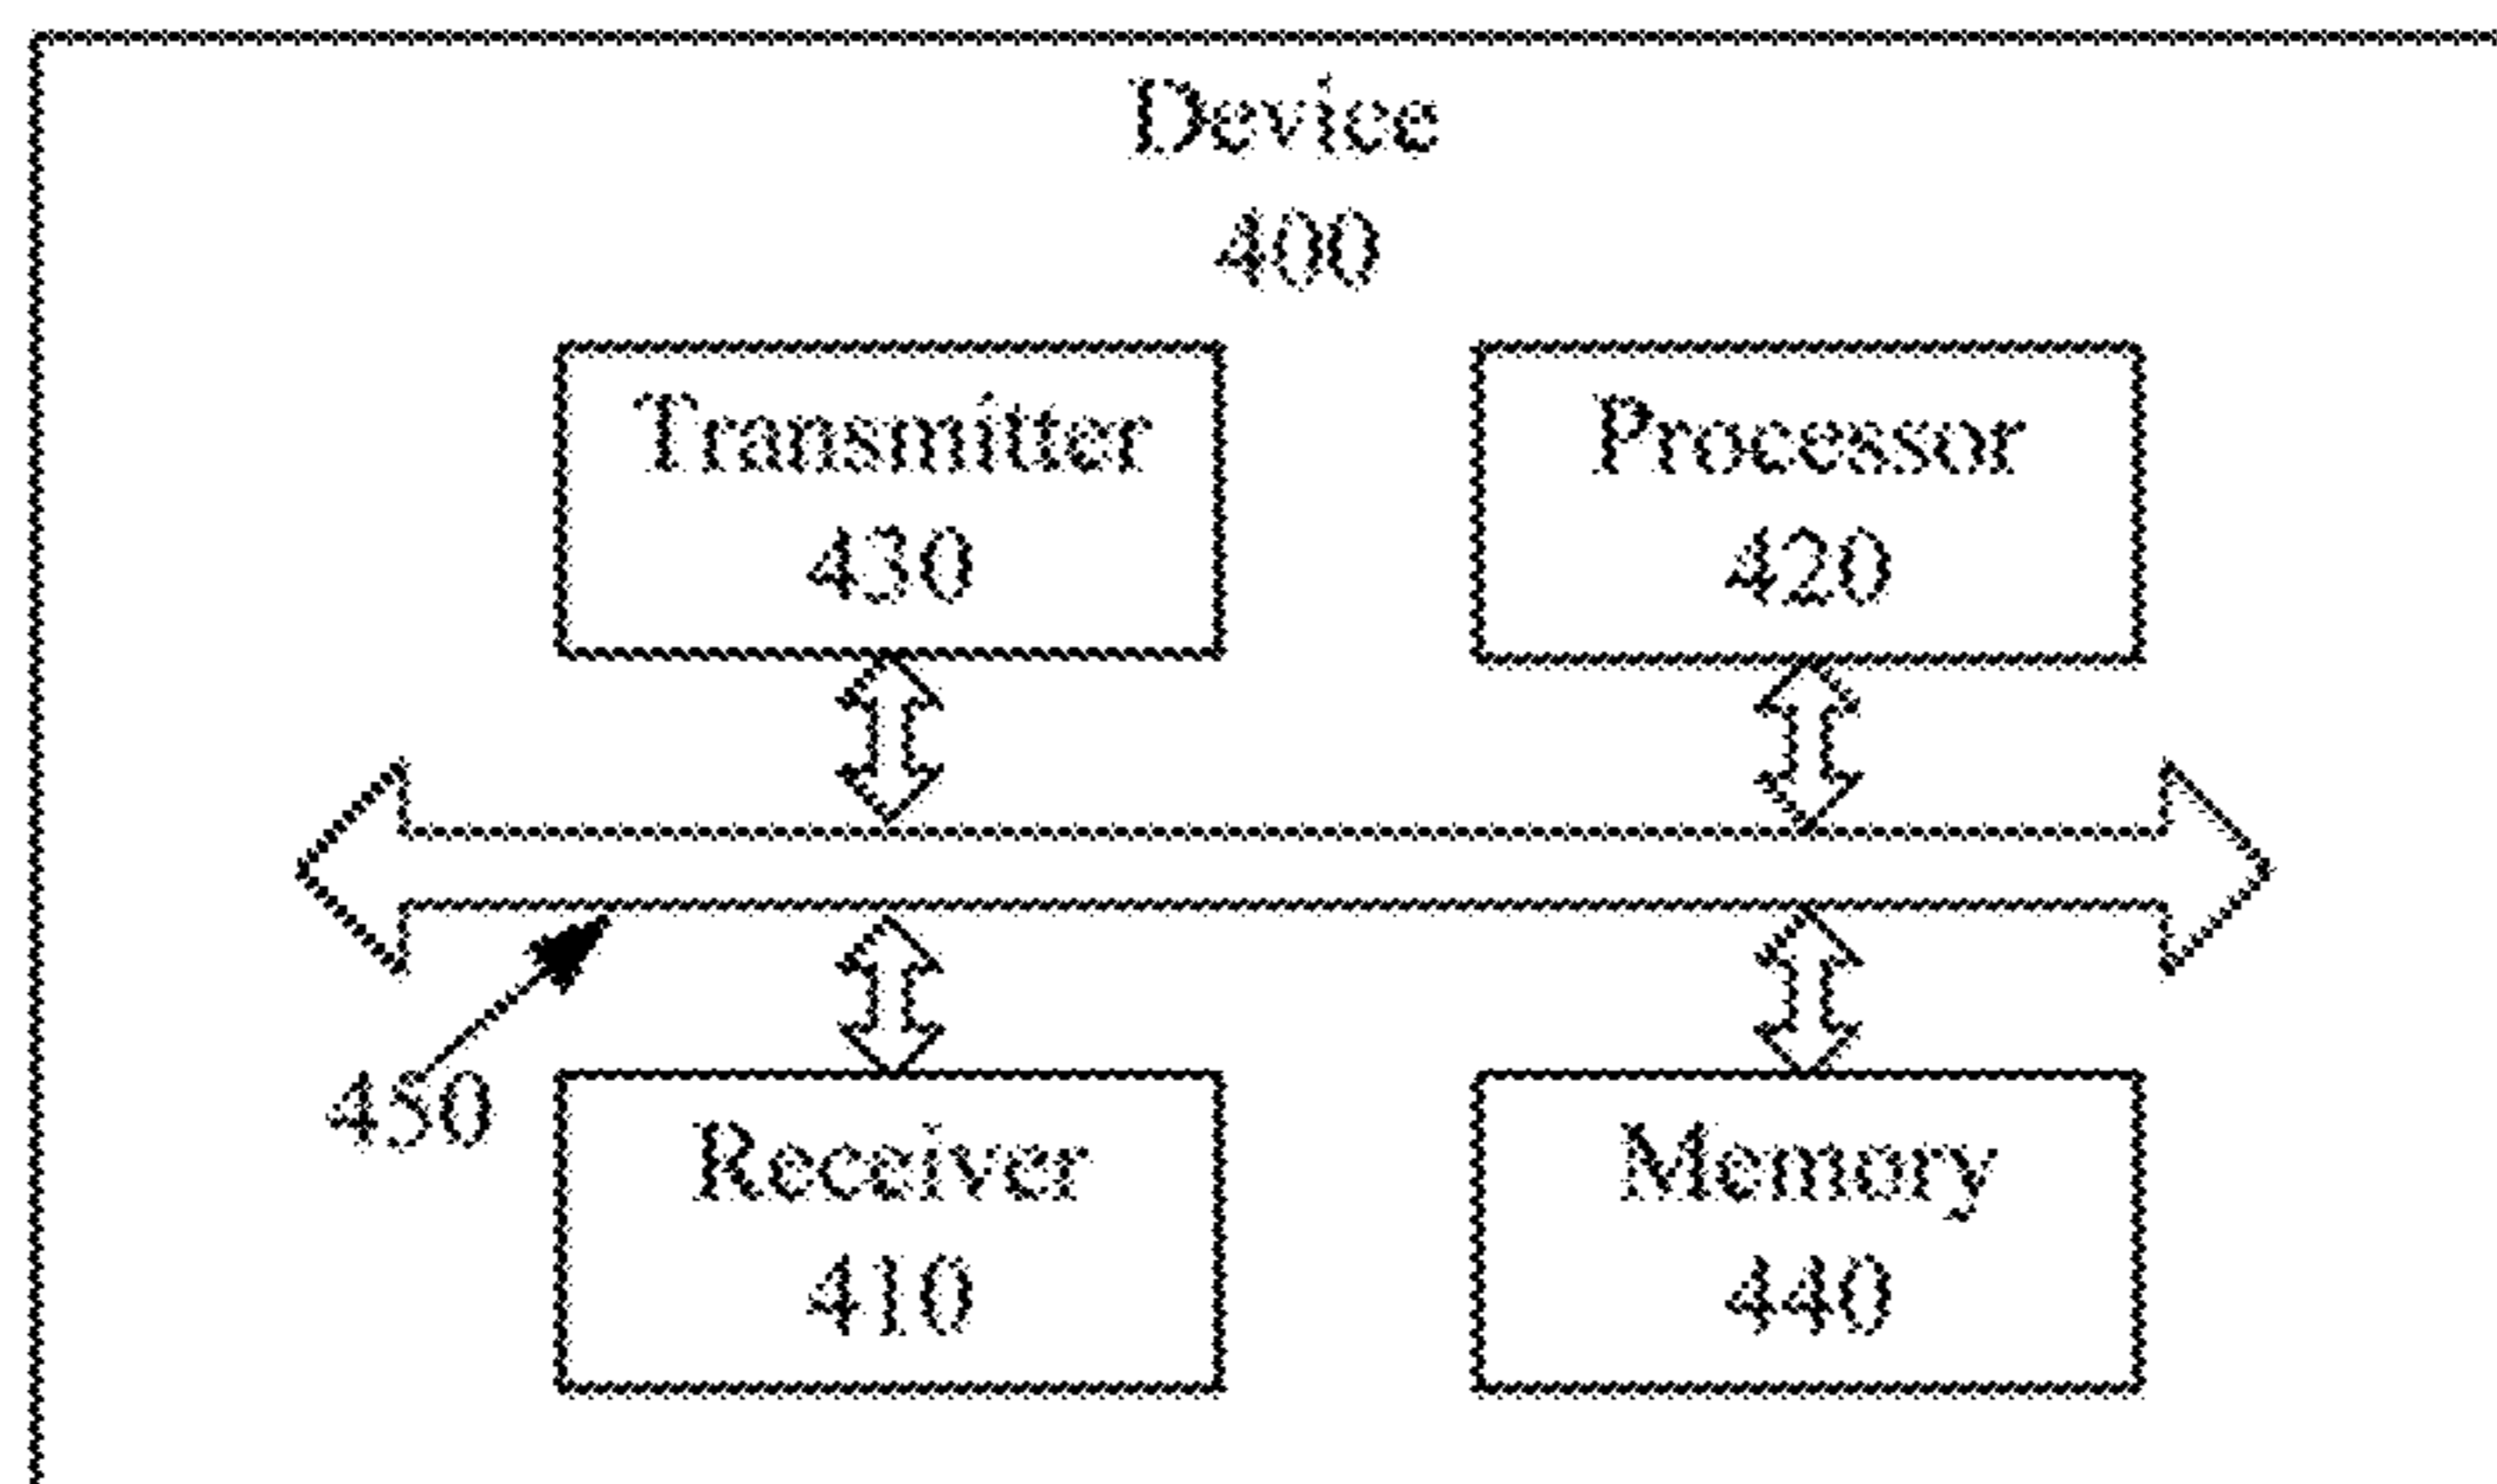 Device
400
Transmitter
430
Processor
420
450
Receiver
410
Memory
440